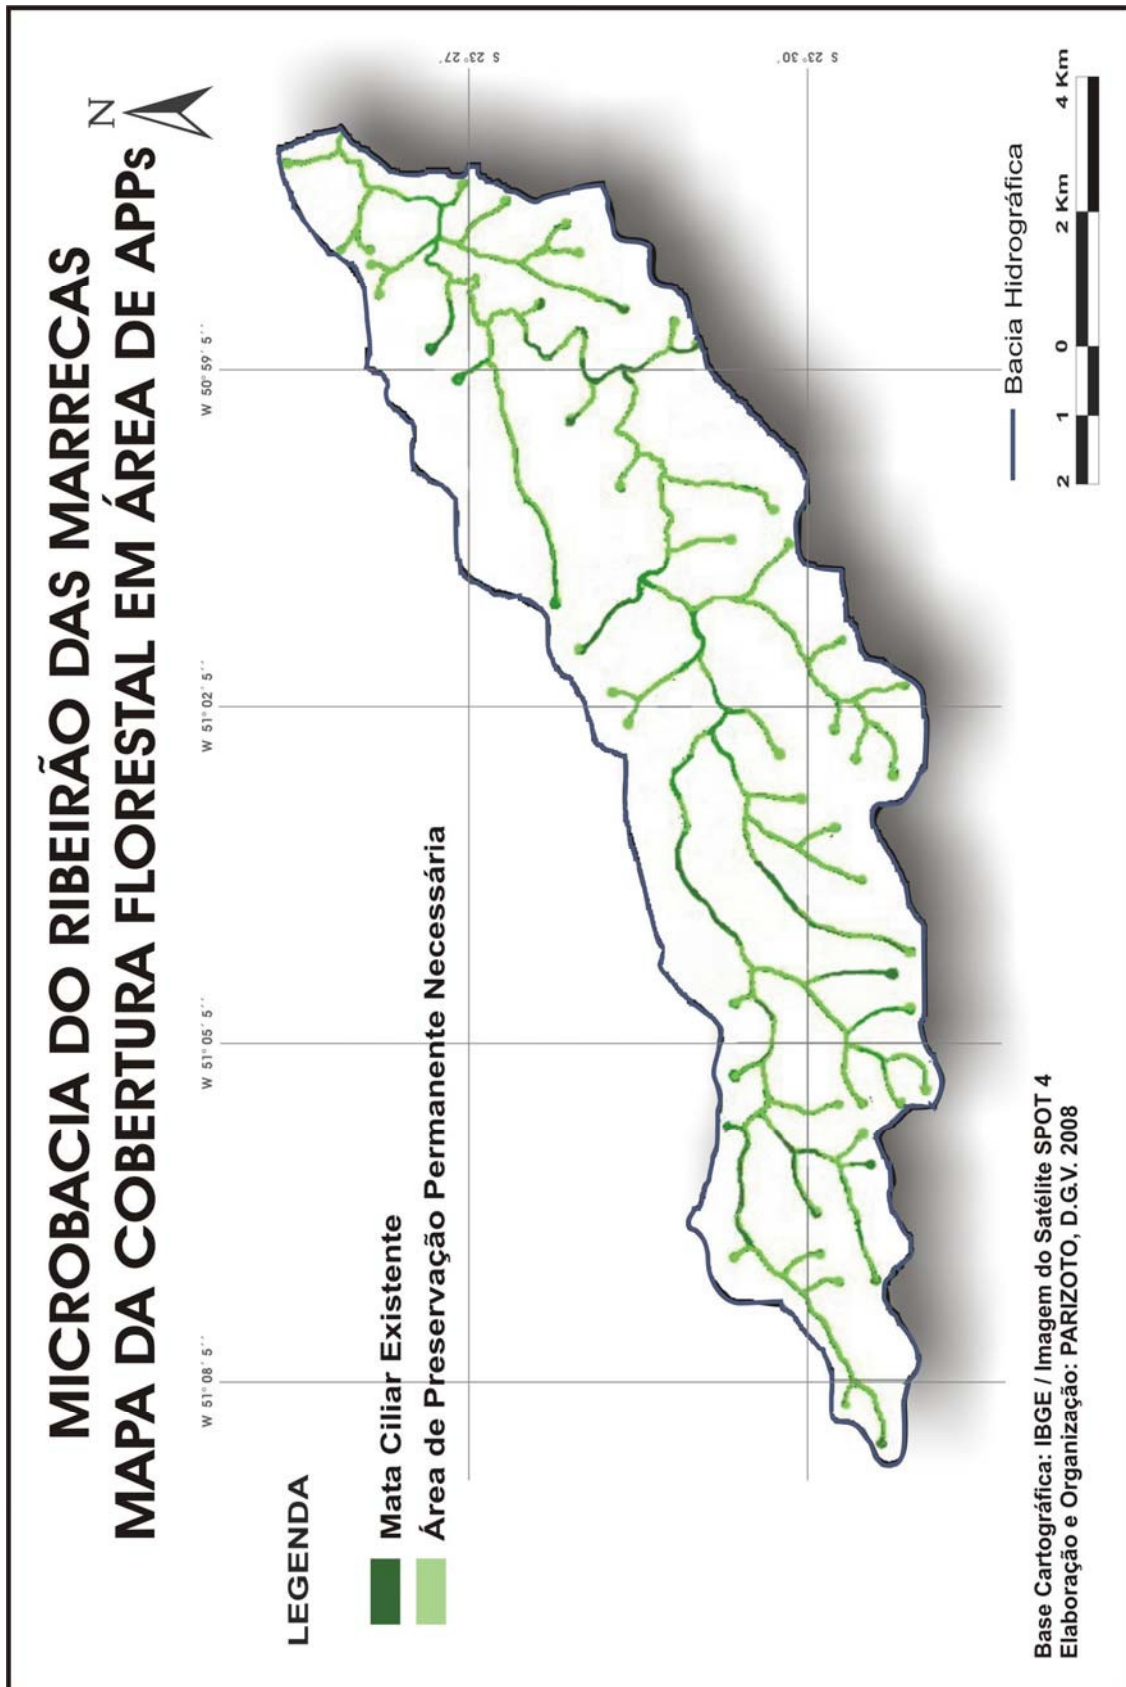 MICROBACIA DO RIBEIRÃO DAS MARRECAS
MAPA DA COBERTURA FLORESTAL EM ÁREA DE APPs
N
W 51° 08´ 5´´
W 51° 05´ 5´´
W 51° 02´ 5´´
W 50° 59´ 5´´
S 23° 27´
S 23° 30´
LEGENDA
Mata Ciliar Existente
Área de Preservação Permanente Necessária
Bacia Hidrográfica
2 1 0 2 Km 4 Km
Base Cartográfica: IBGE / Imagem do Satélite SPOT 4
Elaboração e Organização: PARIZOTO, D.G.V. 2008